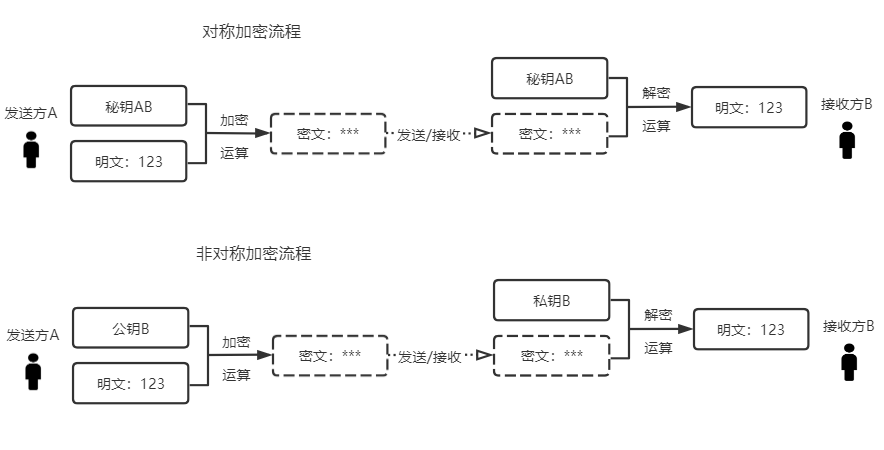 对称加密流程
发送方A
秘钥AB
明文：123
加密
运算
密文：***
发送/接收
秘钥AB
密文：***
解密
运算
明文：123
接收方B
非对称加密流程
发送方A
公钥B
明文：123
加密
运算
密文：***
发送/接收
私钥B
密文：***
解密
运算
明文：123
接收方B